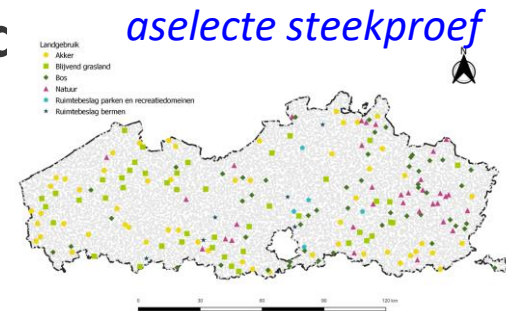 aselecte steekproef
Landgebruik
Akker
Blijvend grasland
Bos
Natuur
Ruimtebeslag parken en recreatiedomeinen
Ruimtebeslag bermen
N
0 30 60 90 120 km